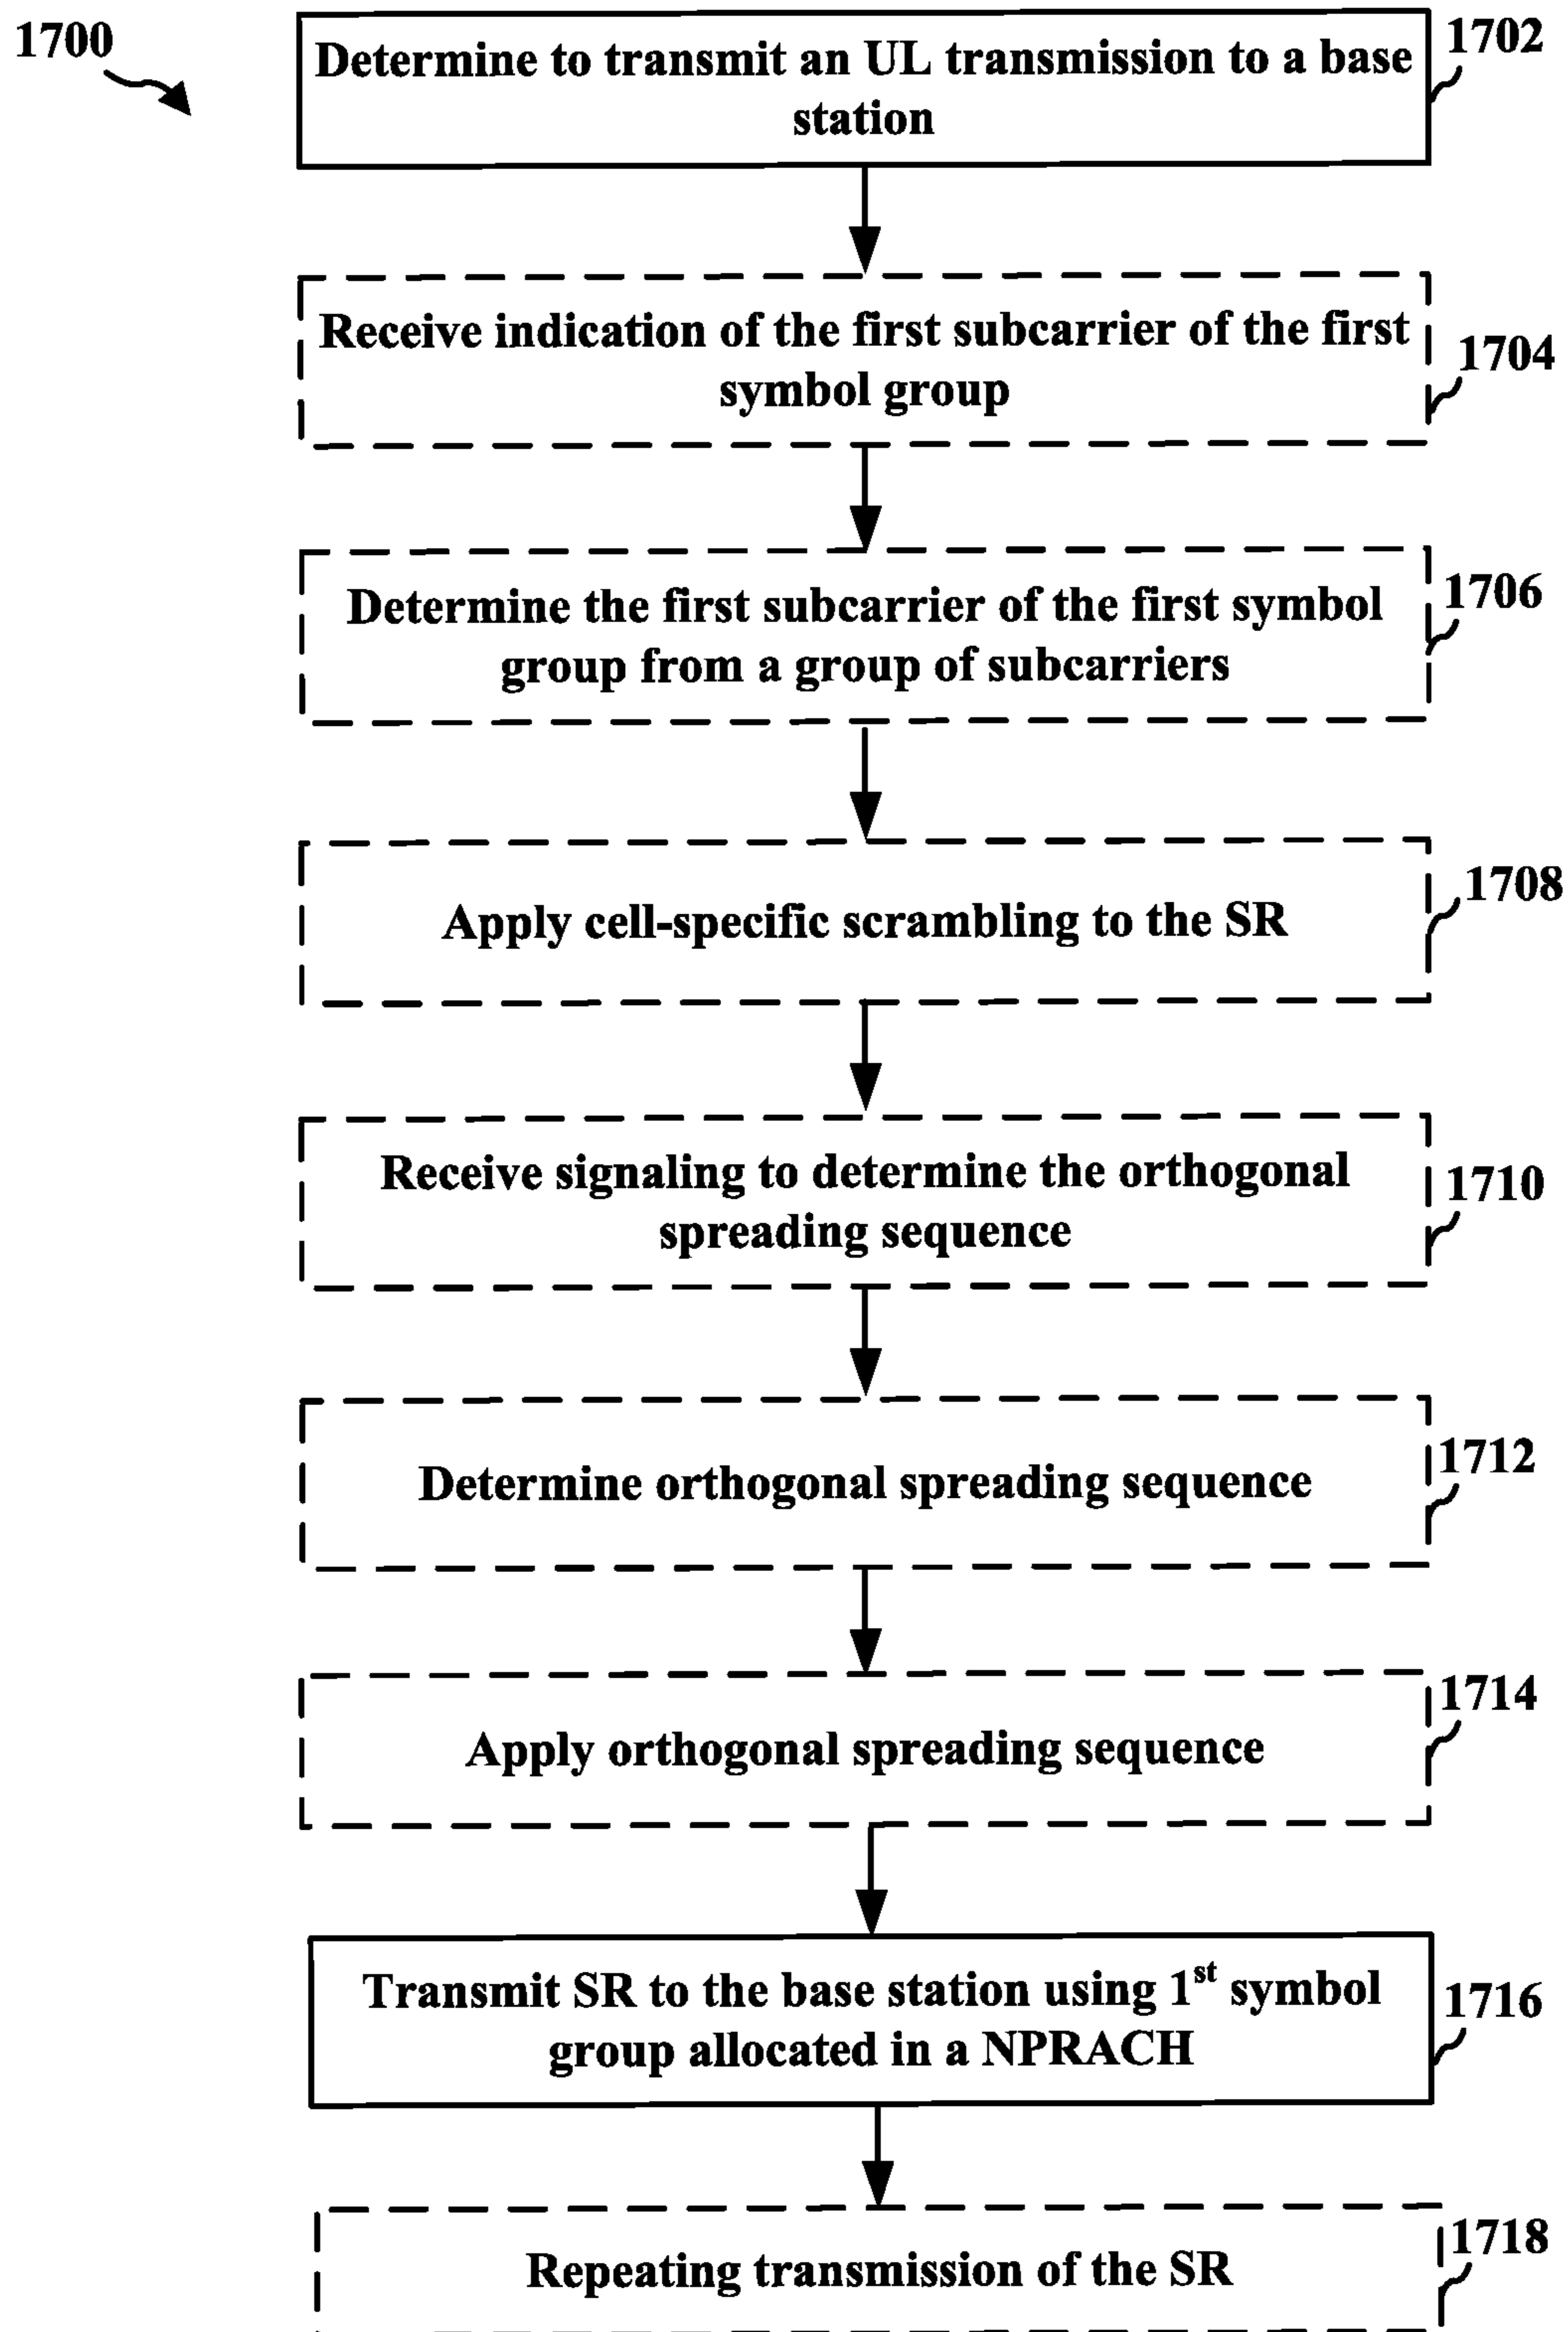 1700
Determine to transmit an UL transmission to a base
station
1702
Receive indication of the first subcarrier of the first
symbol group
1704
Determine the first subcarrier of the first symbol
group from a group of subcarriers
1706
Apply cell-specific scrambling to the SR
1708
Receive signaling to determine the orthogonal
spreading sequence
1710
Determine orthogonal spreading sequence
1712
Apply orthogonal spreading sequence
1714
Transmit SR to the base station using 1st symbol
group allocated in a NPRACH
1716
Repeating transmission of the SR
1718